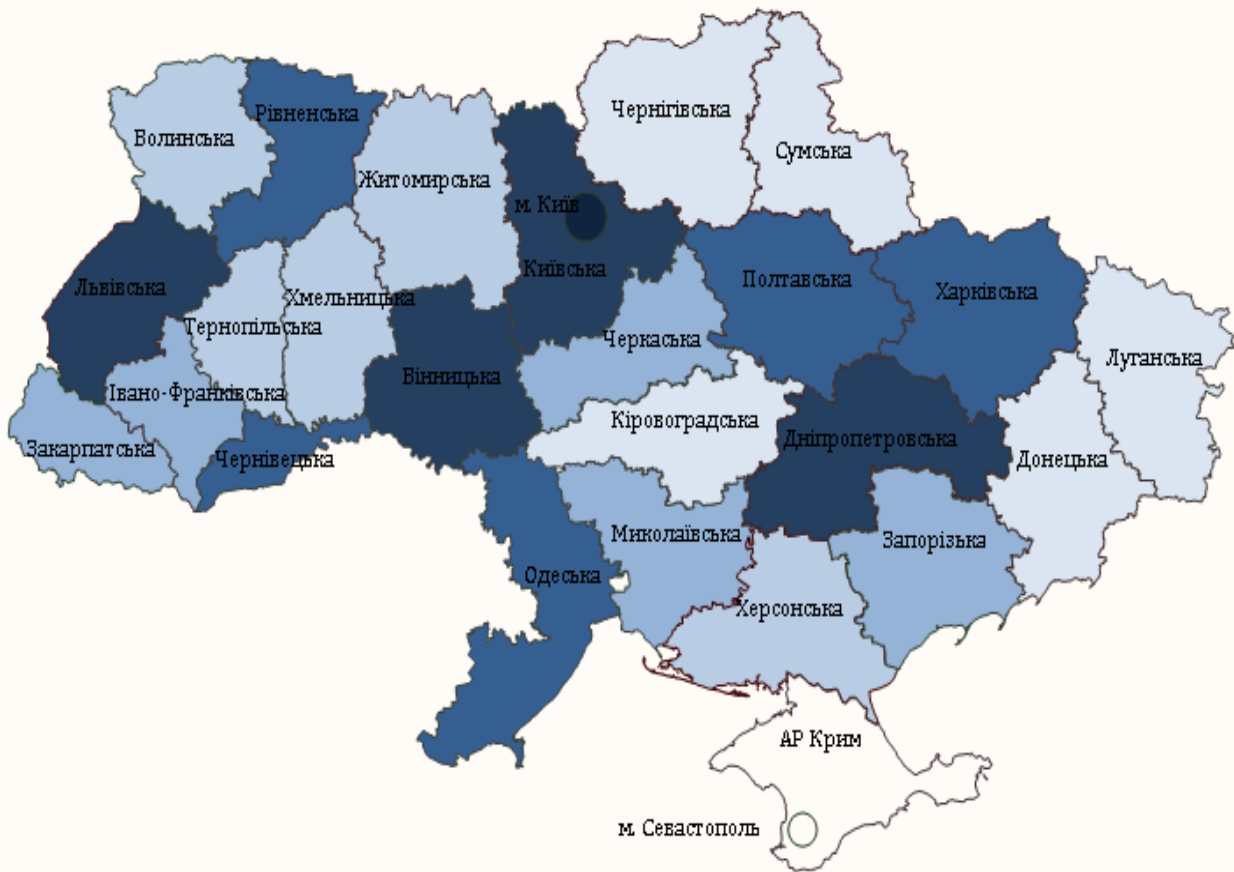 Чернігівська
Рівненська
Волинська
Сумська
Житомирська
м. Київ
Київська
Полтавська
Львівська
Харківська
Хмельницька
Тернопільська
Черкаська
Луганська
Вінницька
Івано-Франківська
Кіровоградська
Дніпропетровська
Закарпатська
Чернівецька
Донецька
Миколаївська
Запорізька
Одеська
Херсонська
АР Крим
м. Севастополь